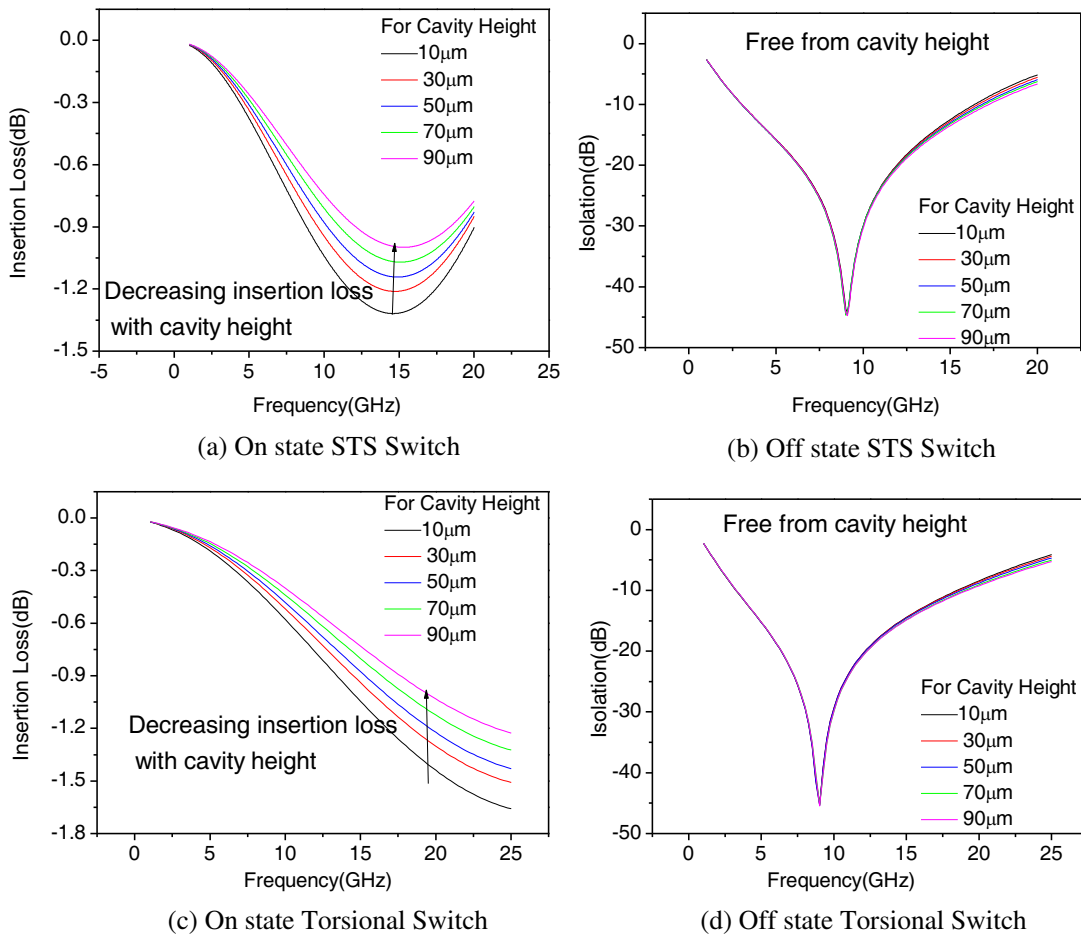 For Cavity Height
10μm
30μm
50μm
70μm
90μm
0.0
-0.3
-0.6
-0.9
-1.2
-1.5
Insertion Loss(dB)
Decreasing insertion loss
with cavity height
-5 0 5 10 15 20 25
Frequency(GHz)
(a) On state STS Switch
Free from cavity height
0
-10
-20
-30
-40
-50
Isolation(dB)
For Cavity Height
10μm
30μm
50μm
70μm
90μm
0 5 10 15 20
Frequency(GHz)
(b) Off state STS Switch
For Cavity Height
10μm
30μm
50μm
70μm
90μm
0.0
-0.3
-0.6
-0.9
-1.2
-1.5
-1.8
Insertion Loss(dB)
Decreasing insertion loss
with cavity height
0 5 10 15 20 25
Frequency(GHz)
(c) On state Torsional Switch
Free from cavity height
0
-10
-20
-30
-40
-50
Isolation(dB)
For Cavity Height
10μm
30μm
50μm
70μm
90μm
0 5 10 15 20 25
Frequency(GHz)
(d) Off state Torsional Switch